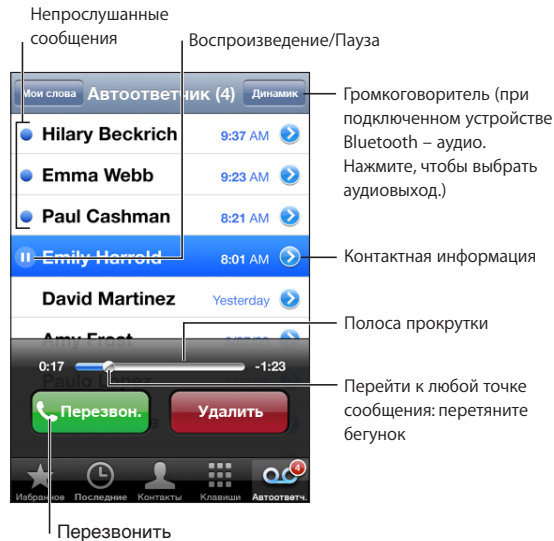 Непрослушанные
сообщения
Воспроизведение/Пауза
Мои слова
Автоответчик (4)
Динамик
Громкоговоритель (при
подключенном устройстве
Bluetooth – аудио.
Нажмите, чтобы выбрать
аудиовыход.)
Hilary Beckrich 9:37 AM
Emma Webb 9:23 AM
Paul Cashman 8:21 AM
Emily Harrold 8:01 AM
Контактная информация
David Martinez Yesterday
Amy Frost
Полоса прокрутки
0:17 -1:23
Paulo Lopez
Перейти к любой точке
сообщения: перетяните
бегунок
Перезвон. Удалить
4
Избранное Последние Контакты Клавиши Автоответч.
Перезвонить